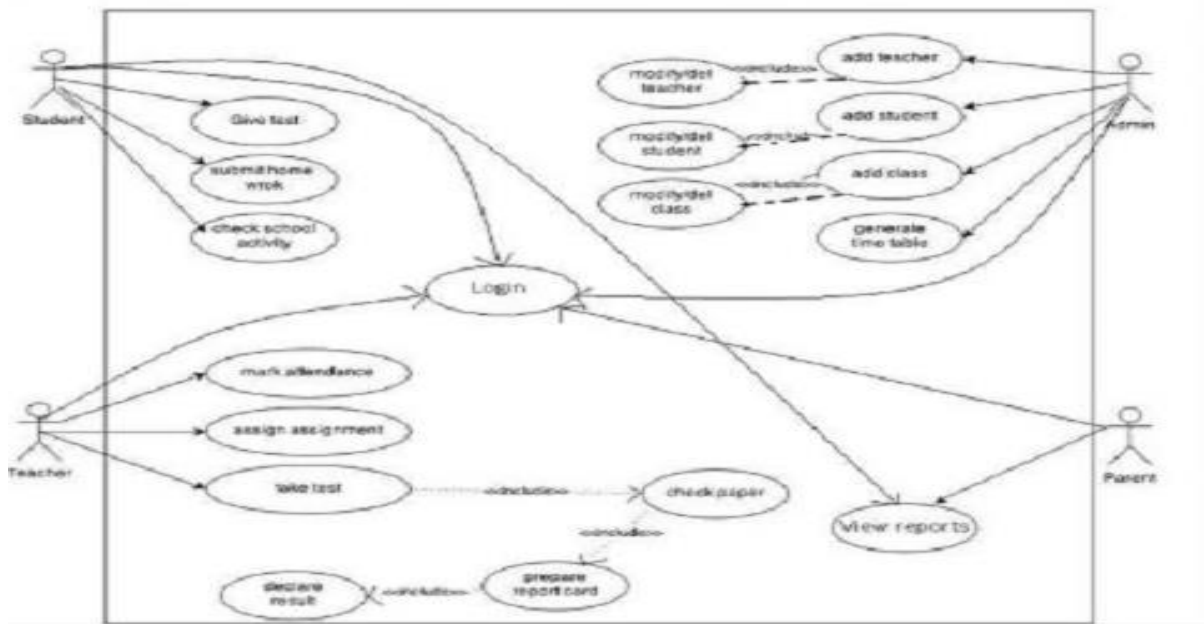 Student
Give test
submit home
wrok
check school
activity
modify/del
teacher
<<include>>
add teacher
modify/del
student
add student
modify/del
class
<<include>>
add class
generate
time table
Admin
Login
mark attendance
assign assignment
take test
Teacher
<<include>>
check paper
<<include>>
prepare
report card
<<include>>
declare
result
View reports
Parent